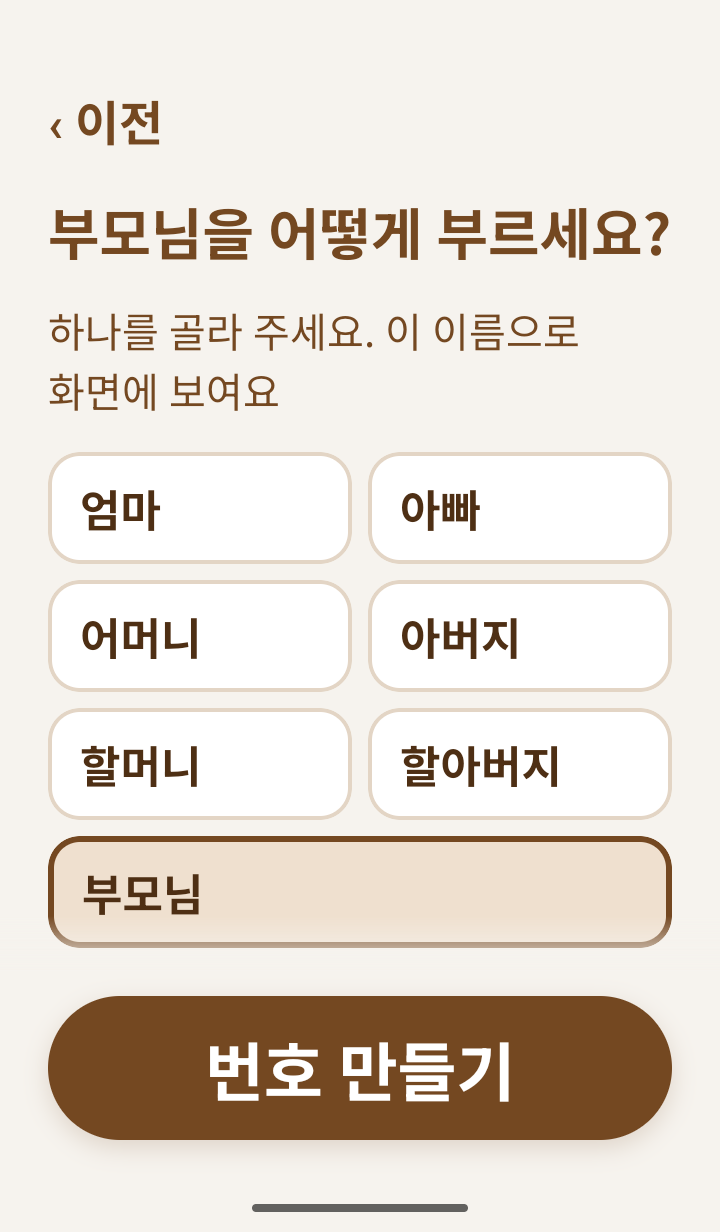 ‹ 이전
부모님을 어떻게 부르세요?
하나를 골라 주세요. 이 이름으로
화면에 보여요
엄마
아빠
어머니
아버지
할머니
할아버지
부모님
번호 만들기